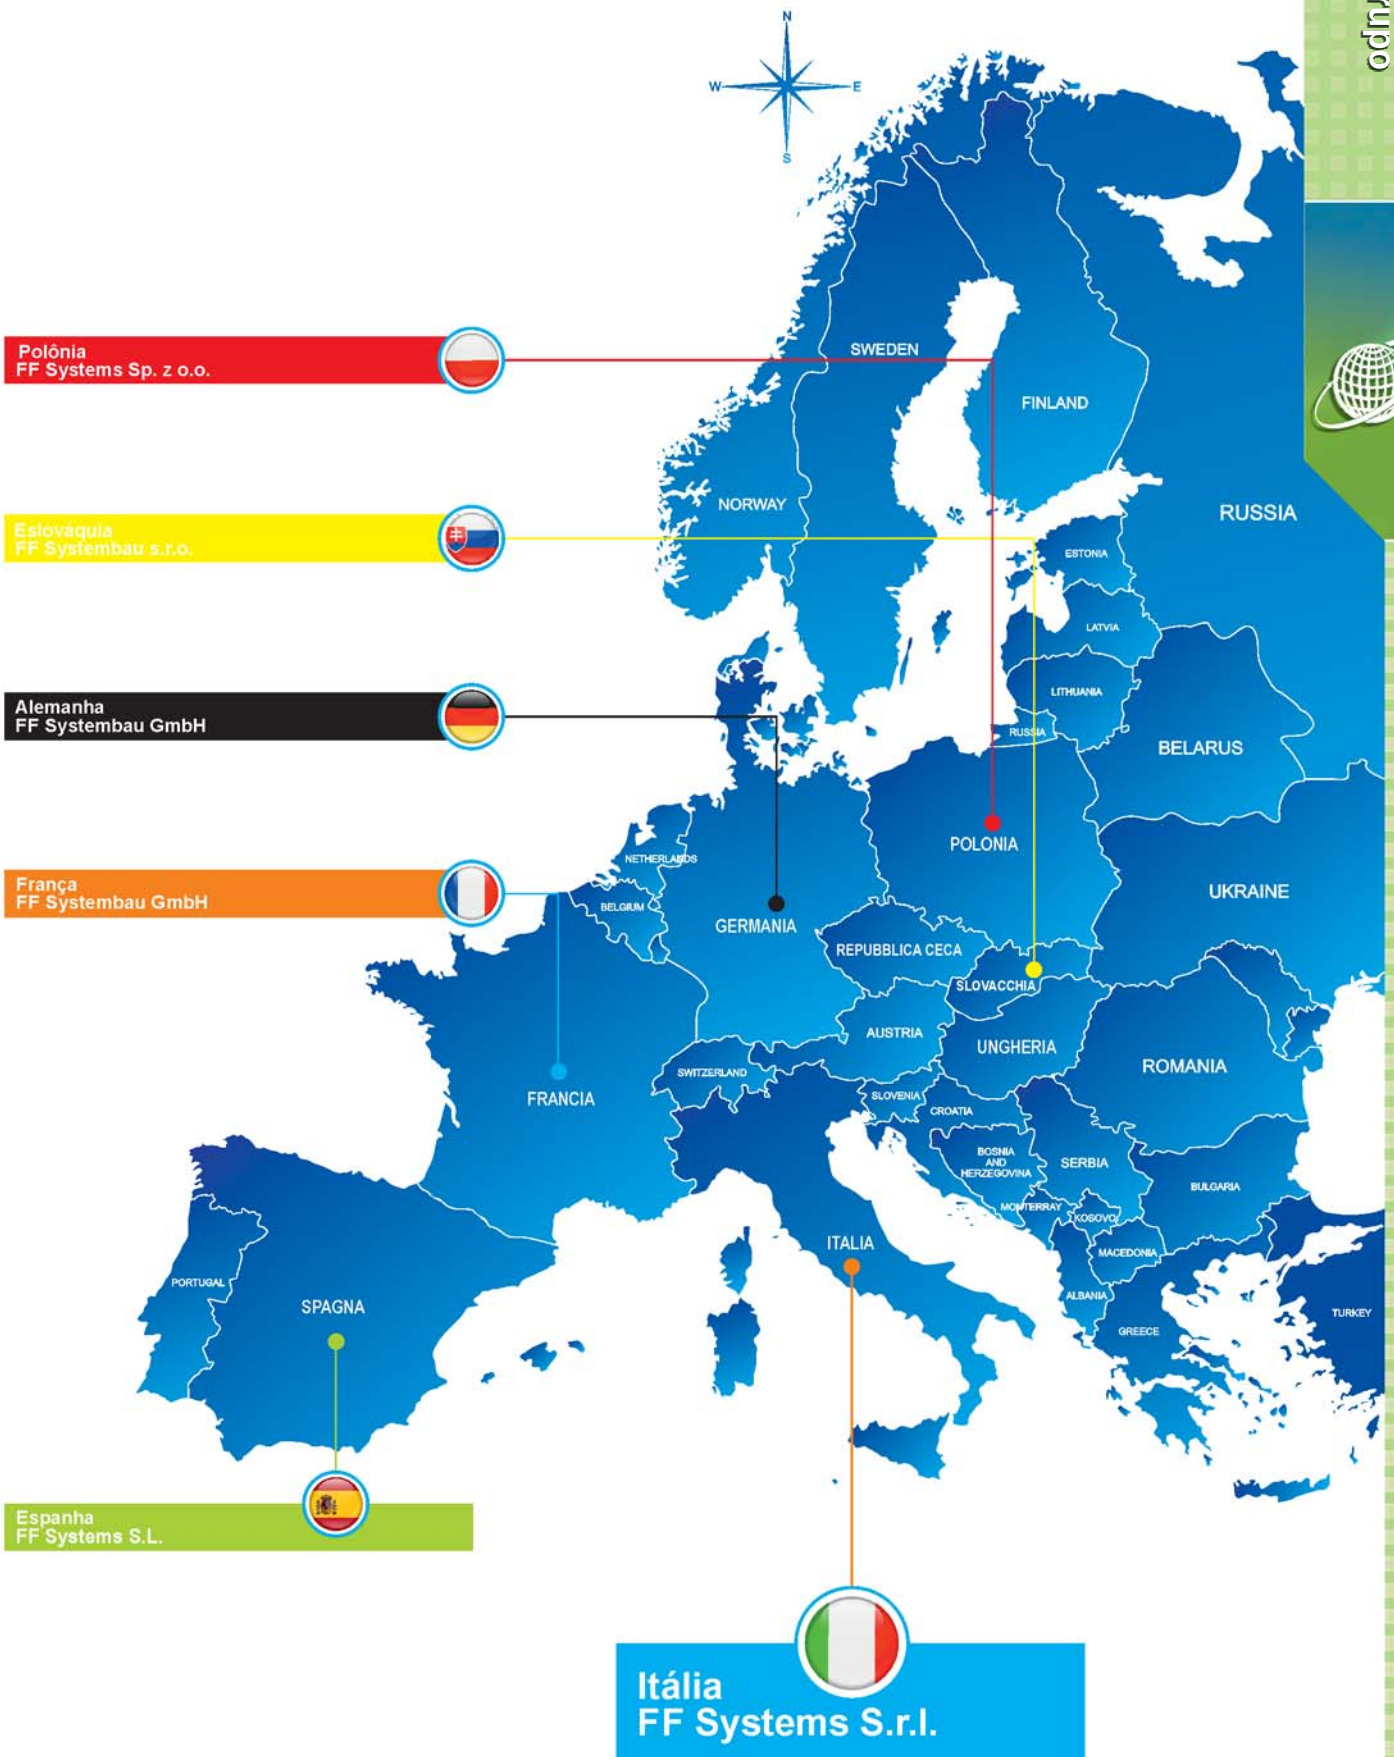 N
W
E
S
odnɹƃ
Polônia
FF Systems Sp. z o.o.
SWEDEN
FINLAND
NORWAY
RUSSIA
Eslováquia
FF Systembau s.r.o.
ESTONIA
LATVIA
LITHUANIA
RUSSIA
BELARUS
Alemanha
FF Systembau GmbH
POLONIA
NETHERLANDS
França
FF Systembau GmbH
BELGIUM
GERMANIA
UKRAINE
REPUBBLICA CECA
SLOVACCHIA
AUSTRIA
UNGHERIA
ROMANIA
SWITZERLAND
FRANCIA
SLOVENIA
CROATIA
BOSNIA
AND
HERZEGOVINA
SERBIA
BULGARIA
MONTERRAY
KOSOVO
ITALIA
MACEDONIA
PORTUGAL
SPAGNA
ALBANIA
GREECE
TURKEY
Espanha
FF Systems S.L.
Itália
FF Systems S.r.l.